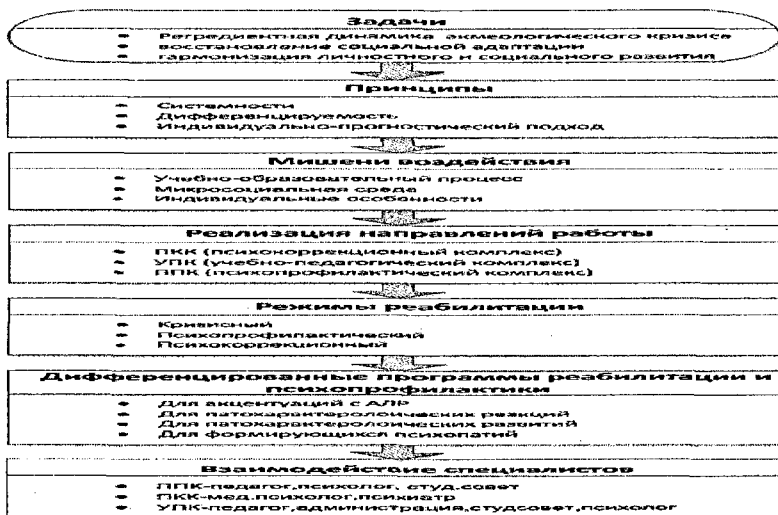 Задачи
• Регредиентная динамика акмеологического кризисе
• восстановление социальной адаптации
• гармонизация личностного и социального развития
Принципы
• Системности
• Дифференцируемость
• Индивидуально-прогностический подход
Мишени воздействия
• Учебно-образовательный процесс
• Микросоциальная среда
• Индивидуальные особенности
Реализация направлений работы
• ПКК (психокоррекционный комплекс)
• УПК (учебно-педагогический комплекс)
• ППК (психопрофилактический комплекс)
Режимы реабилитации
• Кризисный
• Психопрофилактический
• Психокоррекционный
Дифференцированные программы реабилитации и
психопрофилактики
• Для акцентуаций с АЛР
• Для патохарактеролоических реакций
• Для патохарактеролоических развитий
• Для формирующихся психопатий
Взаимодействие специалистов
• ППК-педагог,психолог, студ.совет
• ПКК-мед.психолог,психиатр
• УПК-педагог,администрация,студсовет,психолог